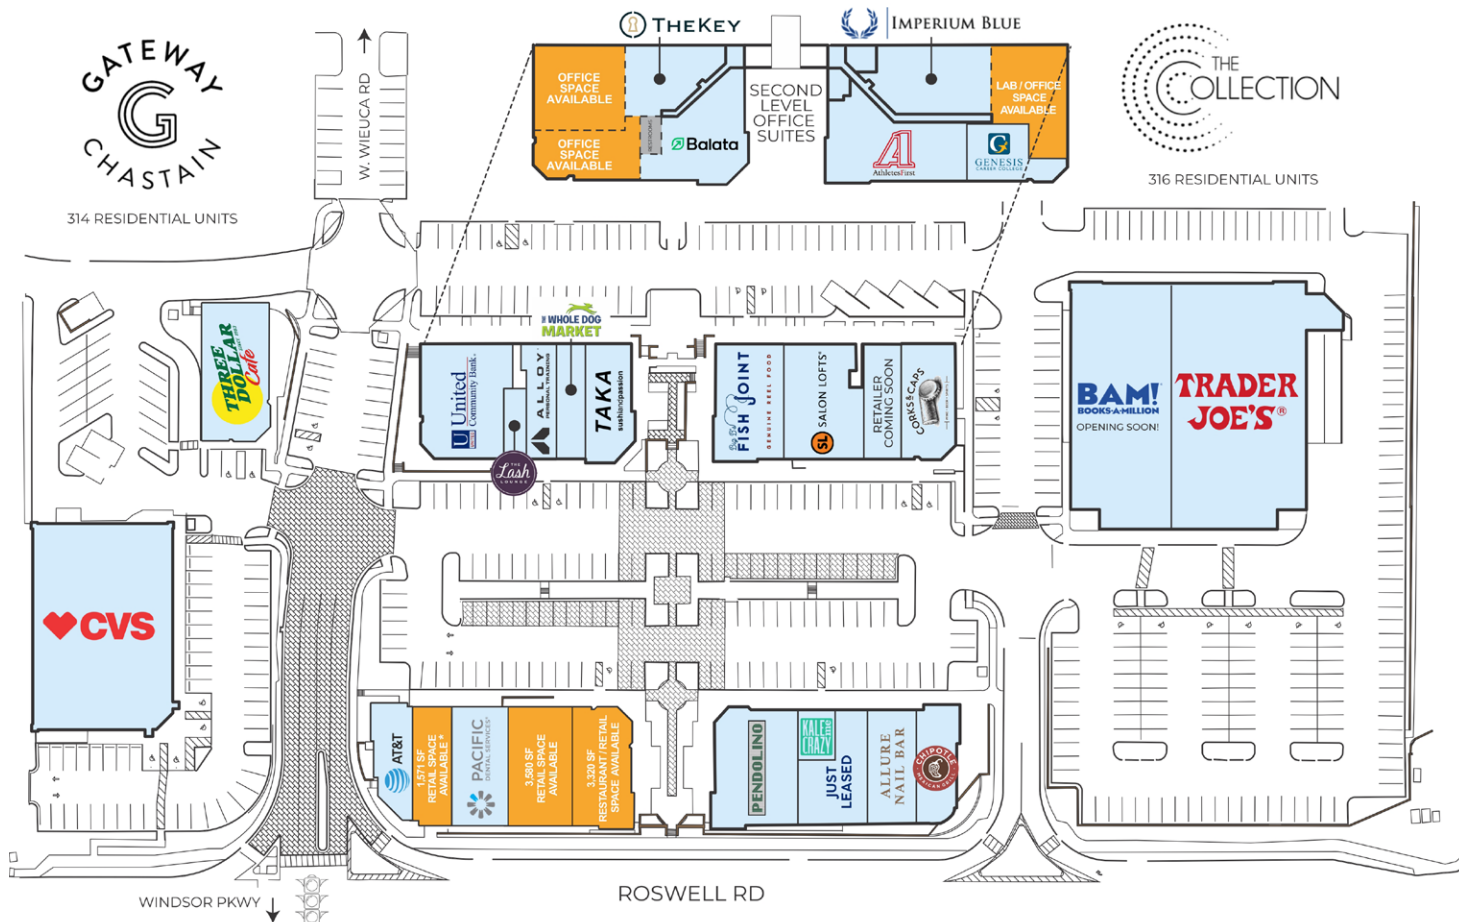 GATEWAY
G
CHASTAIN
314 RESIDENTIAL UNITS
W. WIEUCA RD
THEKEY
IMPERIUM BLUE
THE
COLLECTION
316 RESIDENTIAL UNITS
OFFICE
SPACE
AVAILABLE
OFFICE
SPACE
AVAILABLE
RESTROOMS
Balata
SECOND
LEVEL
OFFICE
SUITES
LAB / OFFICE
SPACE
AVAILABLE
A
AthletesFirst
G
GENESIS
CAREER COLLEGE
THREE
DOLLAR
Cafe
THE WHOLE DOG
MARKET
U United
Community Bank
ALLOY
PERSONAL TRAINING
TAKA
sushiandpassion
THE
Lash
LOUNGE
FISH JOINT
GENUINE REEL FOOD
SL SALON LOFTS
RETAILER
COMING SOON
CORKS & CAPS
BAM!
BOOKS-A-MILLION
OPENING SOON!
TRADER
JOE'S®
CVS
AT&T
1,571 SF
RETAIL SPACE
AVAILABLE *
PACIFIC
DENTAL SERVICES
3,580 SF
RETAIL SPACE
AVAILABLE
3,320 SF
RESTAURANT / RETAIL
SPACE AVAILABLE
PENDOLINO
KALE ME
CRAZY
JUST
LEASED
ALLURE
NAIL BAR
CHIPOTLE
MEXICAN GRILL
WINDSOR PKWY
ROSWELL RD